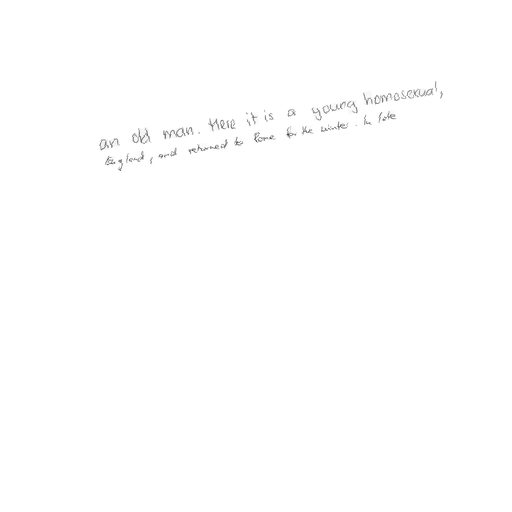 an old man. Here it is a young homosexual,
England, and returned to Rome for the winter. In late